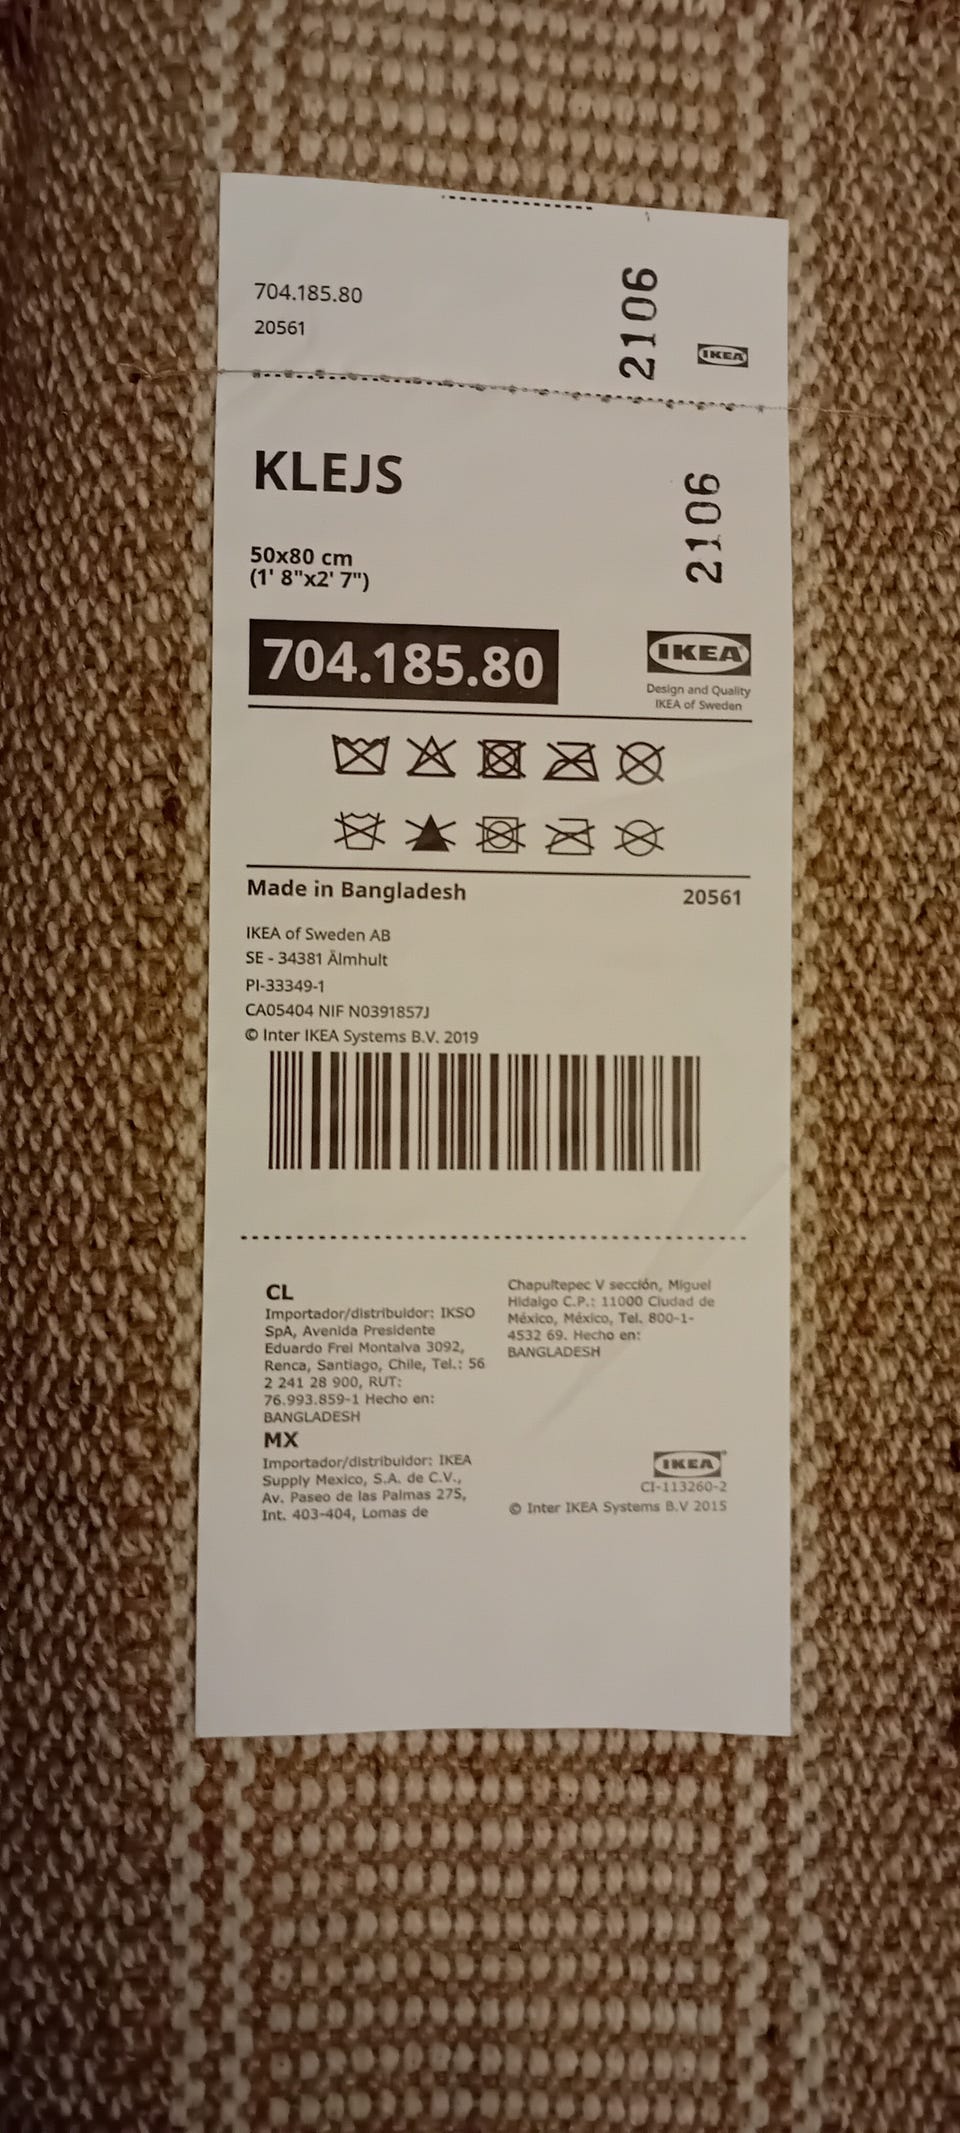 704.185.80
20561
2106
IKEA
KLEJS
2106
50x80 cm
(1' 8"x2' 7")
704.185.80
IKEA
Design and Quality
IKEA of Sweden
Made in Bangladesh 20561
IKEA of Sweden AB
SE - 34381 Älmhult
PI-33349-1
CA05404 NIF N0391857J
© Inter IKEA Systems B.V. 2019
CL
Importador/distribuidor: IKSO
SpA, Avenida Presidente
Eduardo Frei Montalva 3092,
Renca, Santiago, Chile, Tel.: 56
2 241 28 900, RUT:
76.993.859-1 Hecho en:
BANGLADESH
MX
Importador/distribuidor: IKEA
Supply Mexico, S.A. de C.V.,
Av. Paseo de las Palmas 275,
Int. 403-404, Lomas de
Chapultepec V sección, Miguel
Hidalgo C.P.: 11000 Ciudad de
México, México, Tel. 800-1-
4532 69. Hecho en:
BANGLADESH
IKEA
CI-113260-2
© Inter IKEA Systems B.V 2015